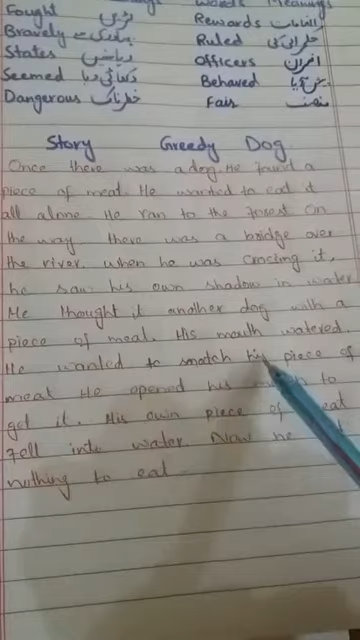 Words Meanings
Fought لڑیں Rewards انعامات
Bravely Ruled حکمرانی کی
States ریاستیں Officers افسران
Seemed دکھائی دیا Behaved پیش آیا
Dangerous خطرناک Fair منصف
Story Greedy Dog
Once there was a dog. He found a
piece of meat. He wanted to eat it
all alone. He ran to the forest. On
the way there was a bridge over
the river. when he was crossing it,
he saw his own shadow in water
He thought it another dog with a
piece of meat. His mouth watered.
He wanted to snatch his piece of
meat He opened his to
get it. His own piece of eat
fell into water. Now he
nothing to eat